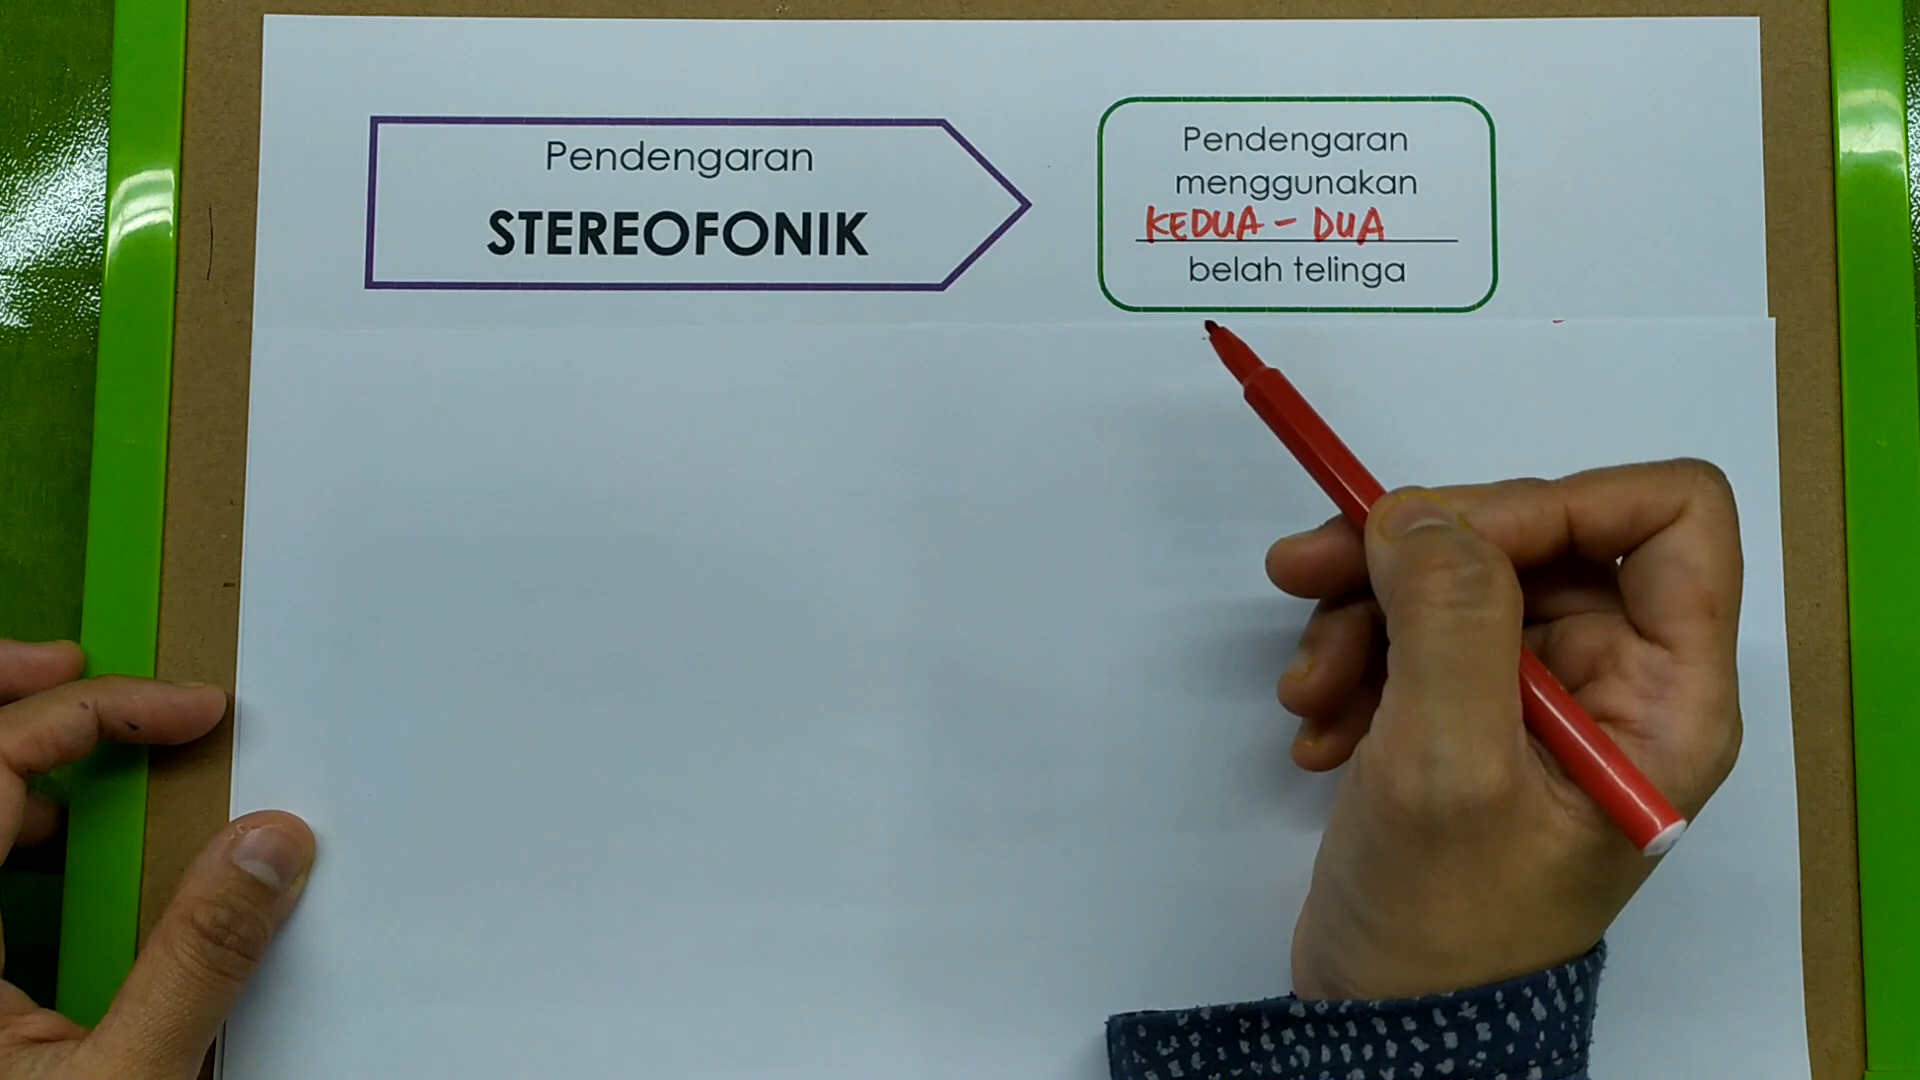 Pendengaran
STEREOFONIK
Pendengaran
menggunakan
KEDUA - DUA
belah telinga